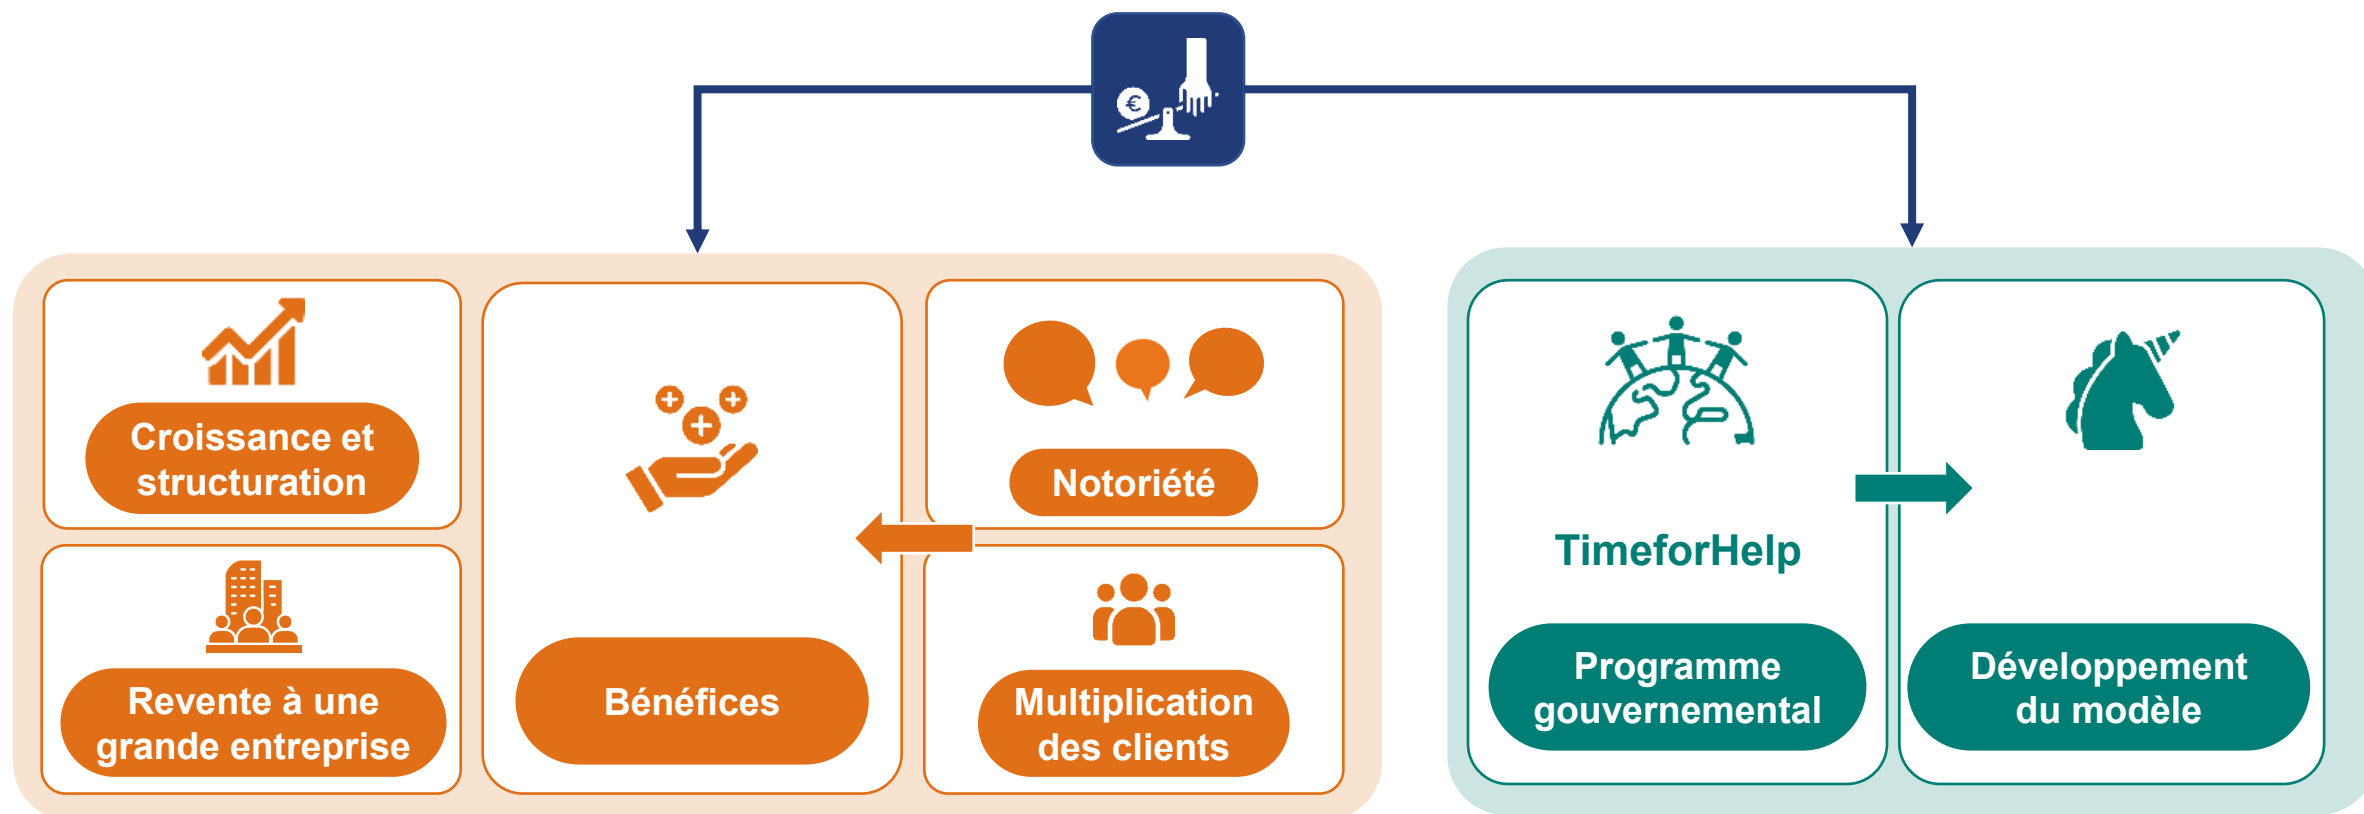 €
Croissance et
structuration
Revente à une
grande entreprise
Bénéfices
Notoriété
Multiplication
des clients
TimeforHelp
Programme
gouvernemental
Développement
du modèle